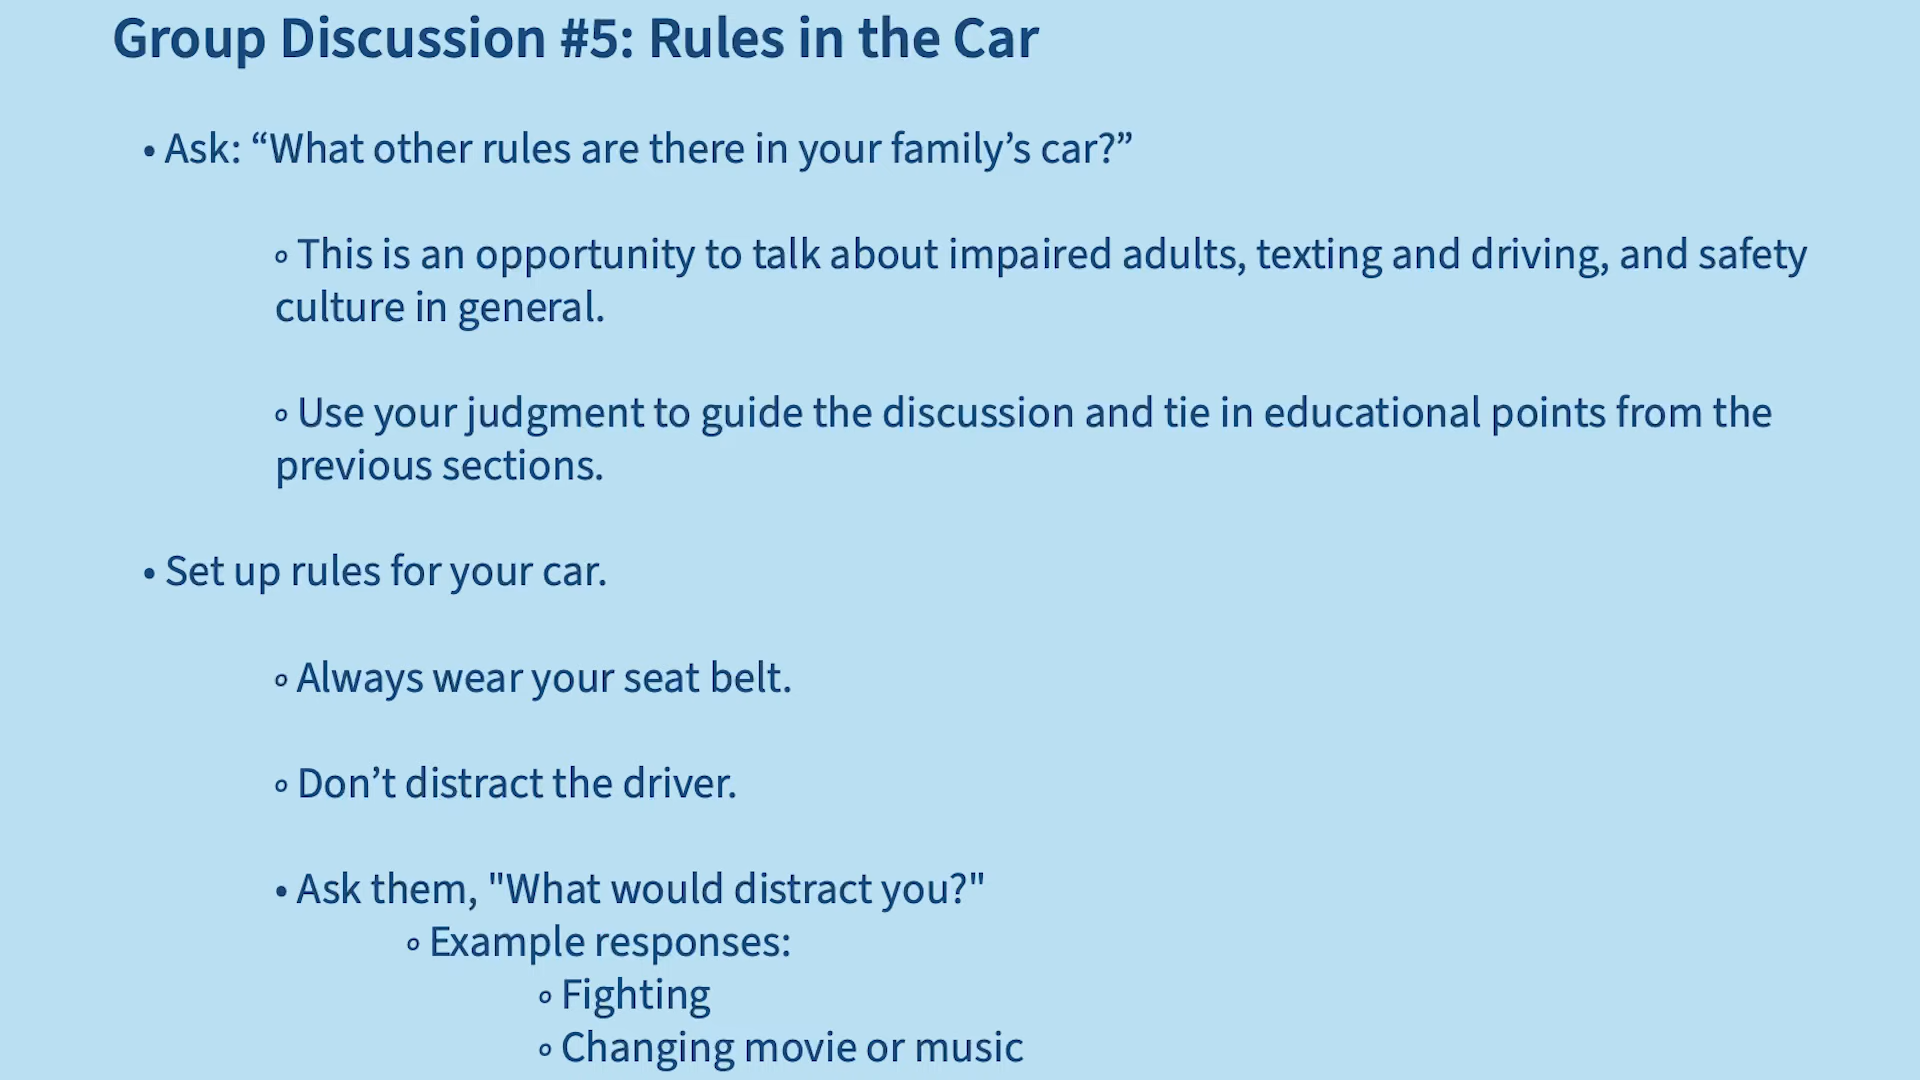 Group Discussion #5: Rules in the Car
• Ask: “What other rules are there in your family’s car?”
◦ This is an opportunity to talk about impaired adults, texting and driving, and safety
culture in general.
◦ Use your judgment to guide the discussion and tie in educational points from the
previous sections.
• Set up rules for your car.
◦ Always wear your seat belt.
◦ Don’t distract the driver.
• Ask them, "What would distract you?"
◦ Example responses:
◦ Fighting
◦ Changing movie or music